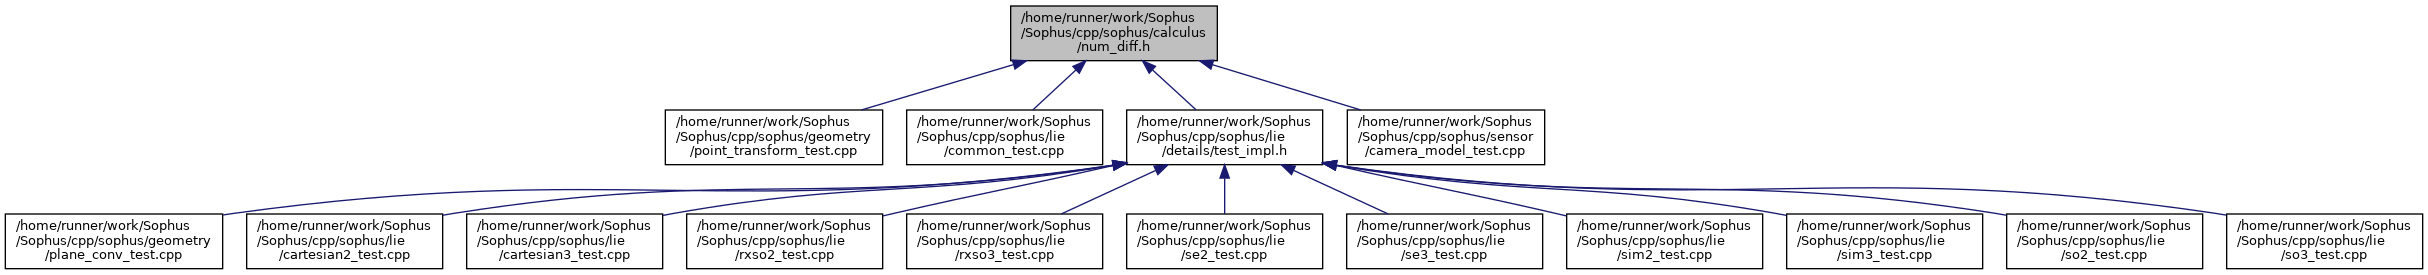 /home/runner/work/Sophus
/Sophus/cpp/sophus/calculus
/num_diff.h
/home/runner/work/Sophus
/Sophus/cpp/sophus/geometry
/point_transform_test.cpp
/home/runner/work/Sophus
/Sophus/cpp/sophus/lie
/common_test.cpp
/home/runner/work/Sophus
/Sophus/cpp/sophus/lie
/details/test_impl.h
/home/runner/work/Sophus
/Sophus/cpp/sophus/sensor
/camera_model_test.cpp
/home/runner/work/Sophus
/Sophus/cpp/sophus/geometry
/plane_conv_test.cpp
/home/runner/work/Sophus
/Sophus/cpp/sophus/lie
/cartesian2_test.cpp
/home/runner/work/Sophus
/Sophus/cpp/sophus/lie
/cartesian3_test.cpp
/home/runner/work/Sophus
/Sophus/cpp/sophus/lie
/rxso2_test.cpp
/home/runner/work/Sophus
/Sophus/cpp/sophus/lie
/rxso3_test.cpp
/home/runner/work/Sophus
/Sophus/cpp/sophus/lie
/se2_test.cpp
/home/runner/work/Sophus
/Sophus/cpp/sophus/lie
/se3_test.cpp
/home/runner/work/Sophus
/Sophus/cpp/sophus/lie
/sim2_test.cpp
/home/runner/work/Sophus
/Sophus/cpp/sophus/lie
/sim3_test.cpp
/home/runner/work/Sophus
/Sophus/cpp/sophus/lie
/so2_test.cpp
/home/runner/work/Sophus
/Sophus/cpp/sophus/lie
/so3_test.cpp